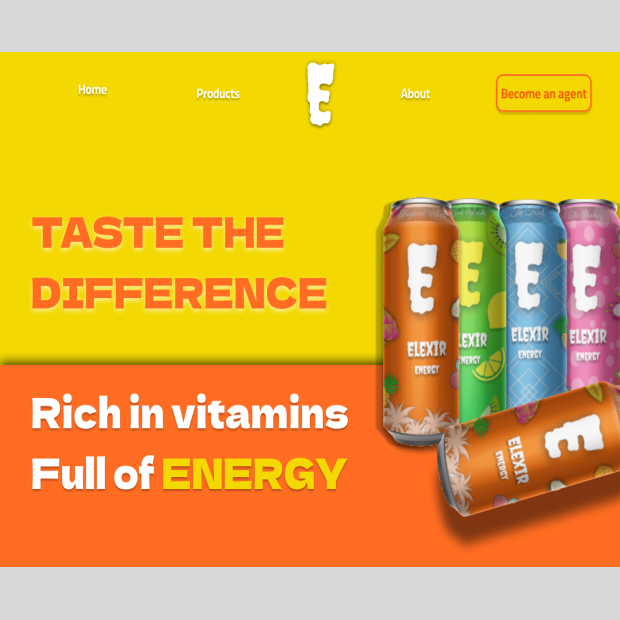 Home
Products
E
About
Become an agent
TASTE THE
DIFFERENCE
Rich in vitamins
Full of ENERGY
E
ELEXIR
ENERGY
E
ELEXIR
ENERGY
E
ELEXIR
ENERGY
E
ELEXIR
ENERGY
E
ELEXIR
ENERGY